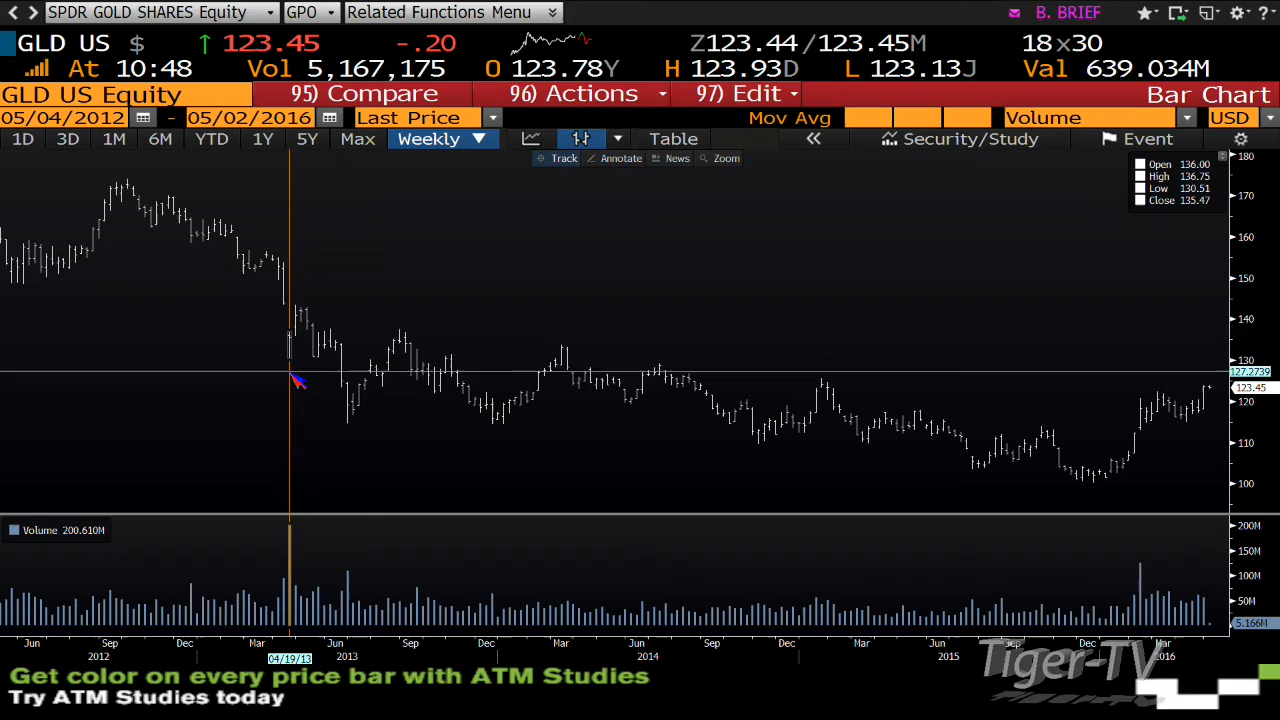 SPDR GOLD SHARES Equity GPO Related Functions Menu B. BRIEF
GLD US $ ↑ 123.45 -.20 Z123.44/123.45M 18x30
At 10:48 Vol 5,167,175 O 123.78Y H 123.93D L 123.13J Val 639.034M
GLD US Equity 95) Compare 96) Actions 97) Edit Bar Chart
05/04/2012 - 05/02/2016 Last Price Mov Avg Volume USD
1D 3D 1M 6M YTD 1Y 5Y Max Weekly ▼ Table « Security/Study Event
Track Annotate News Zoom
Open 136.00
High 136.75
Low 130.51
Close 135.47
180
170
160
150
140
130
127.2739
123.45
120
110
100
Volume 200.610M
200M
150M
100M
50M
5.166M
Jun Sep Dec Mar Jun Sep Dec Mar Jun Sep Dec Mar Jun Sep Dec Mar
2012 04/19/13 2013 2014 2015 2016
Tiger-TV
Get color on every price bar with ATM Studies
Try ATM Studies today